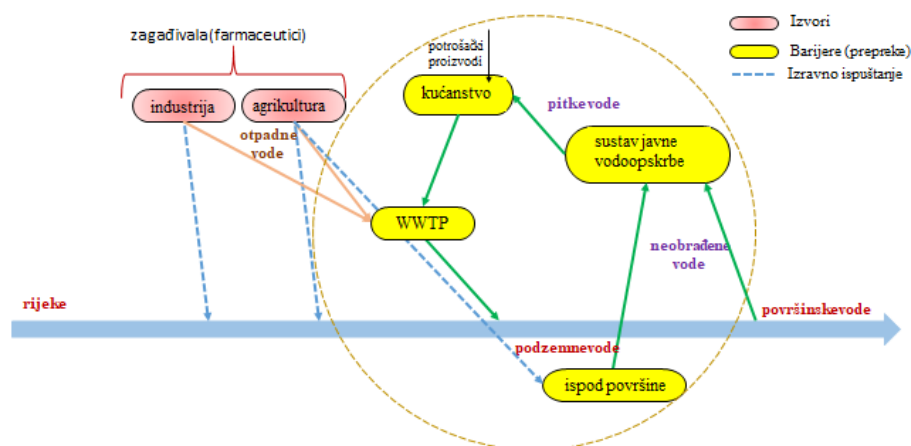 Izvori
zagađivala(farmaceutici)
Barijere (prepreke)
potrošački
proizvodi
Izravno ispuštanje
kućanstvo
industrija
agrikultura
pitkevode
otpadne
vode
sustav javne
vodoopskrbe
WWTP
neobrađene
vode
rijeke
površinskevode
podzemnevode
ispod površine